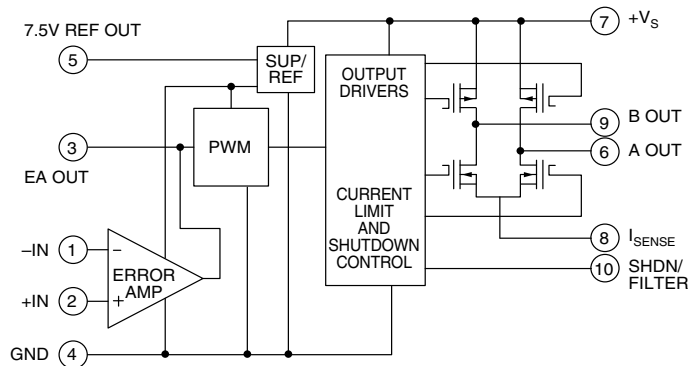 7.5V REF OUT
5
SUP/
REF
7
+VS
OUTPUT
DRIVERS
3
PWM
EA OUT
9
B OUT
6
A OUT
CURRENT
LIMIT
AND
SHUTDOWN
CONTROL
8
ISENSE
10
SHDN/
FILTER
–IN
1
–
ERROR
AMP
+IN
2
+
GND
4